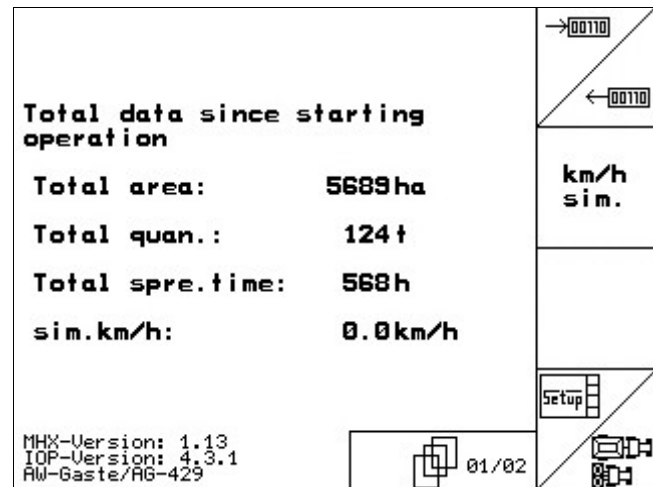 00110
00110
Total data since starting
operation
Total area: 5689ha
Total quan.: 124t
Total spre.time: 568h
sim.km/h: 0.0km/h
km/h
sim.
Setup
MHX-Version: 1.13
IOP-Version: 4.3.1
AW-Gaste/AG-429
01/02